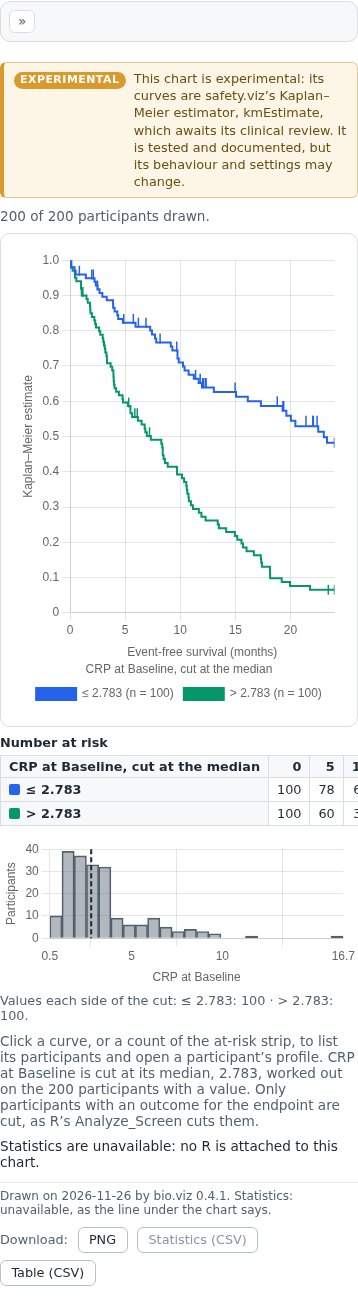 »
EXPERIMENTAL
This chart is experimental: its
curves are safety.viz’s Kaplan–
Meier estimator, kmEstimate,
which awaits its clinical review. It
is tested and documented, but
its behaviour and settings may
change.
200 of 200 participants drawn.
1.0
0.9
0.8
0.7
0.6
0.5
0.4
0.3
0.2
0.1
0
Kaplan–Meier estimate
0 5 10 15 20
Event-free survival (months)
CRP at Baseline, cut at the median
≤ 2.783 (n = 100) > 2.783 (n = 100)
Number at risk
CRP at Baseline, cut at the median 0 5 1
≤ 2.783 100 78 6
> 2.783 100 60 3
40
30
20
10
0
Participants
0.5 5 10 16.7
CRP at Baseline
Values each side of the cut: ≤ 2.783: 100 · > 2.783:
100.
Click a curve, or a count of the at-risk strip, to list
its participants and open a participant’s profile. CRP
at Baseline is cut at its median, 2.783, worked out
on the 200 participants with a value. Only
participants with an outcome for the endpoint are
cut, as R’s Analyze_Screen cuts them.
Statistics are unavailable: no R is attached to this
chart.
Drawn on 2026-11-26 by bio.viz 0.4.1. Statistics:
unavailable, as the line under the chart says.
Download: PNG Statistics (CSV)
Table (CSV)